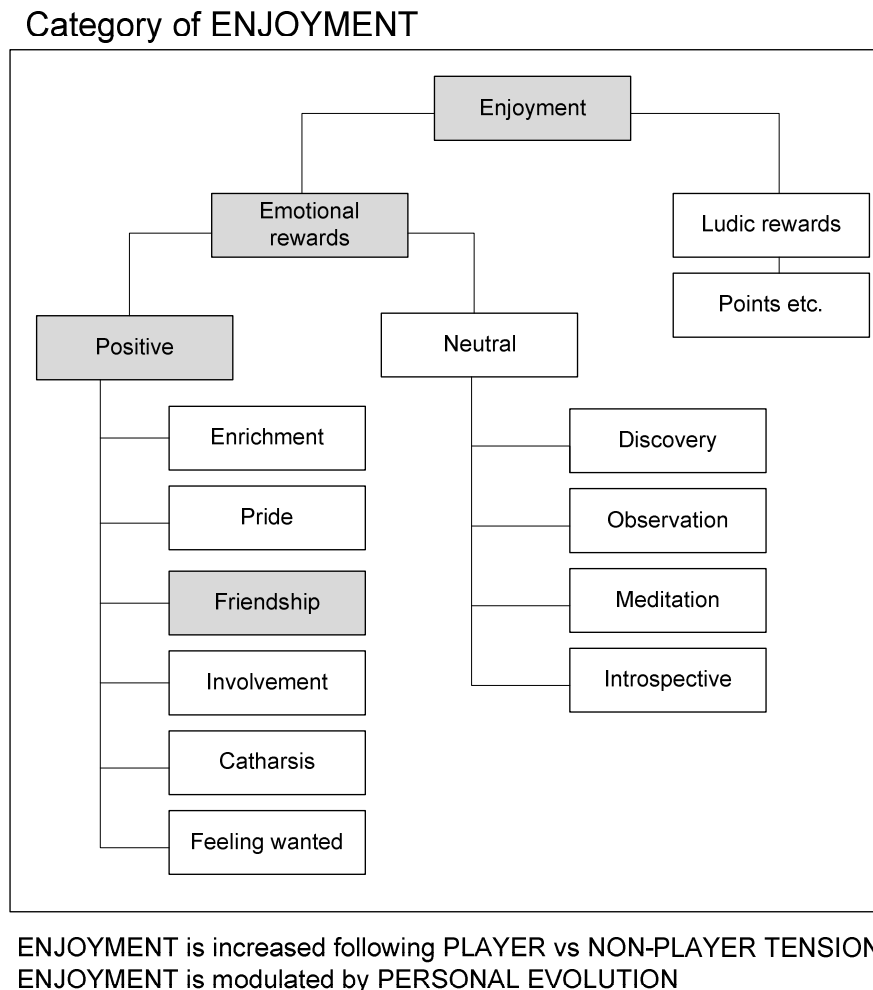 Category of ENJOYMENT
Enjoyment
Emotional
rewards
Ludic rewards
Points etc.
Positive
Neutral
Enrichment
Pride
Friendship
Involvement
Catharsis
Feeling wanted
Discovery
Observation
Meditation
Introspective
ENJOYMENT is increased following PLAYER vs NON-PLAYER TENSION
ENJOYMENT is modulated by PERSONAL EVOLUTION